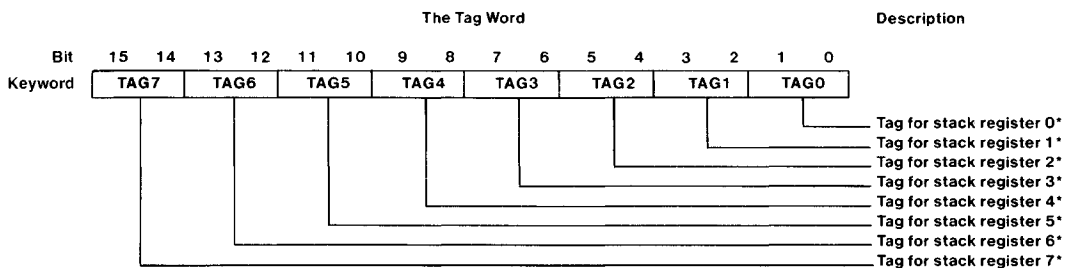 The Tag Word Description
Bit 15 14 13 12 11 10 9 8 7 6 5 4 3 2 1 0
Keyword TAG7 TAG6 TAG5 TAG4 TAG3 TAG2 TAG1 TAG0
Tag for stack register 0*
Tag for stack register 1*
Tag for stack register 2*
Tag for stack register 3*
Tag for stack register 4*
Tag for stack register 5*
Tag for stack register 6*
Tag for stack register 7*